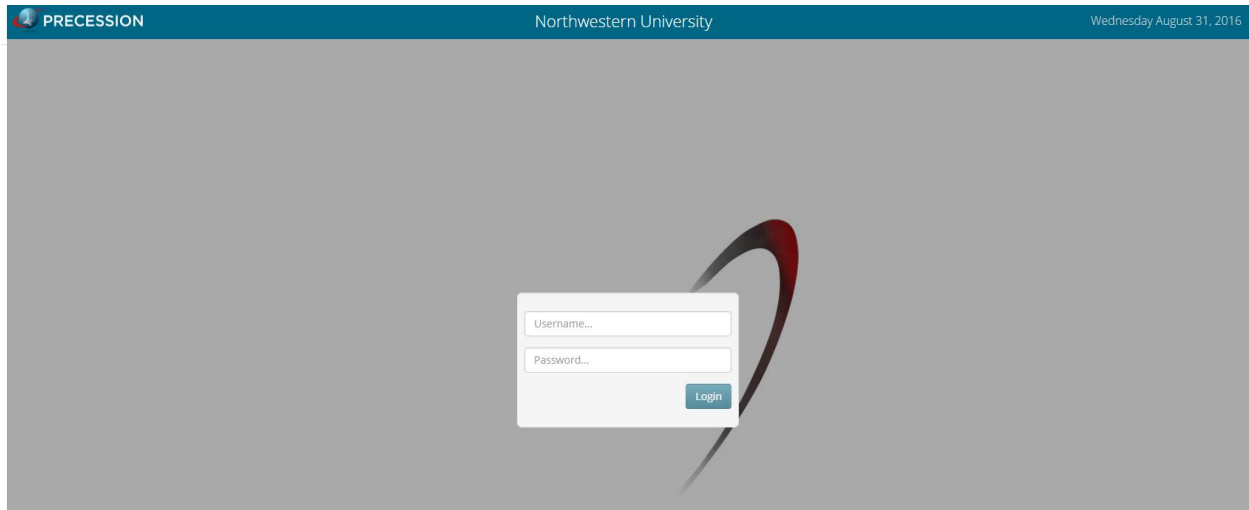 PRECESSION
Northwestern University
Wednesday August 31, 2016
Username...
Password...
Login